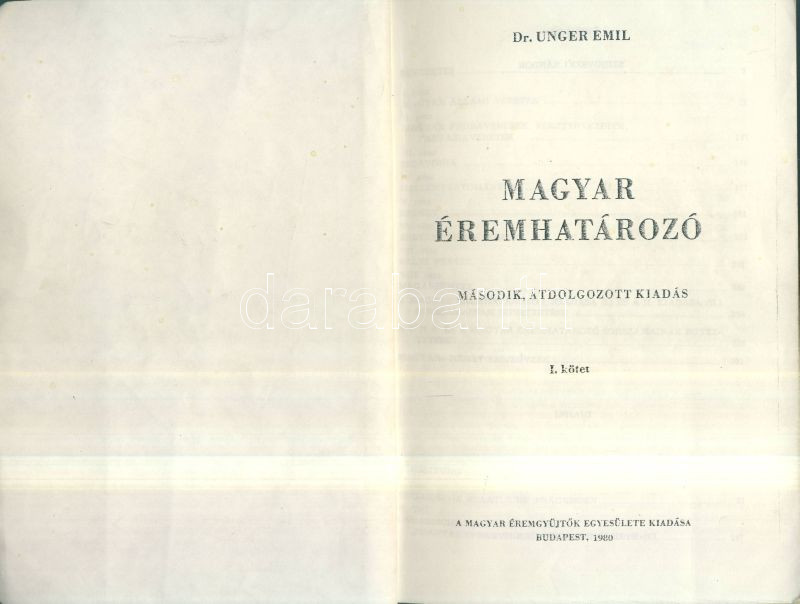 Dr. UNGER EMIL
MAGYAR
ÉREMHATÁROZÓ
MÁSODIK, ÁTDOLGOZOTT KIADÁS
darabanth
I. kötet
A MAGYAR ÉREMGYŰJTŐK EGYESÜLETE KIADÁSA
BUDAPEST, 1980